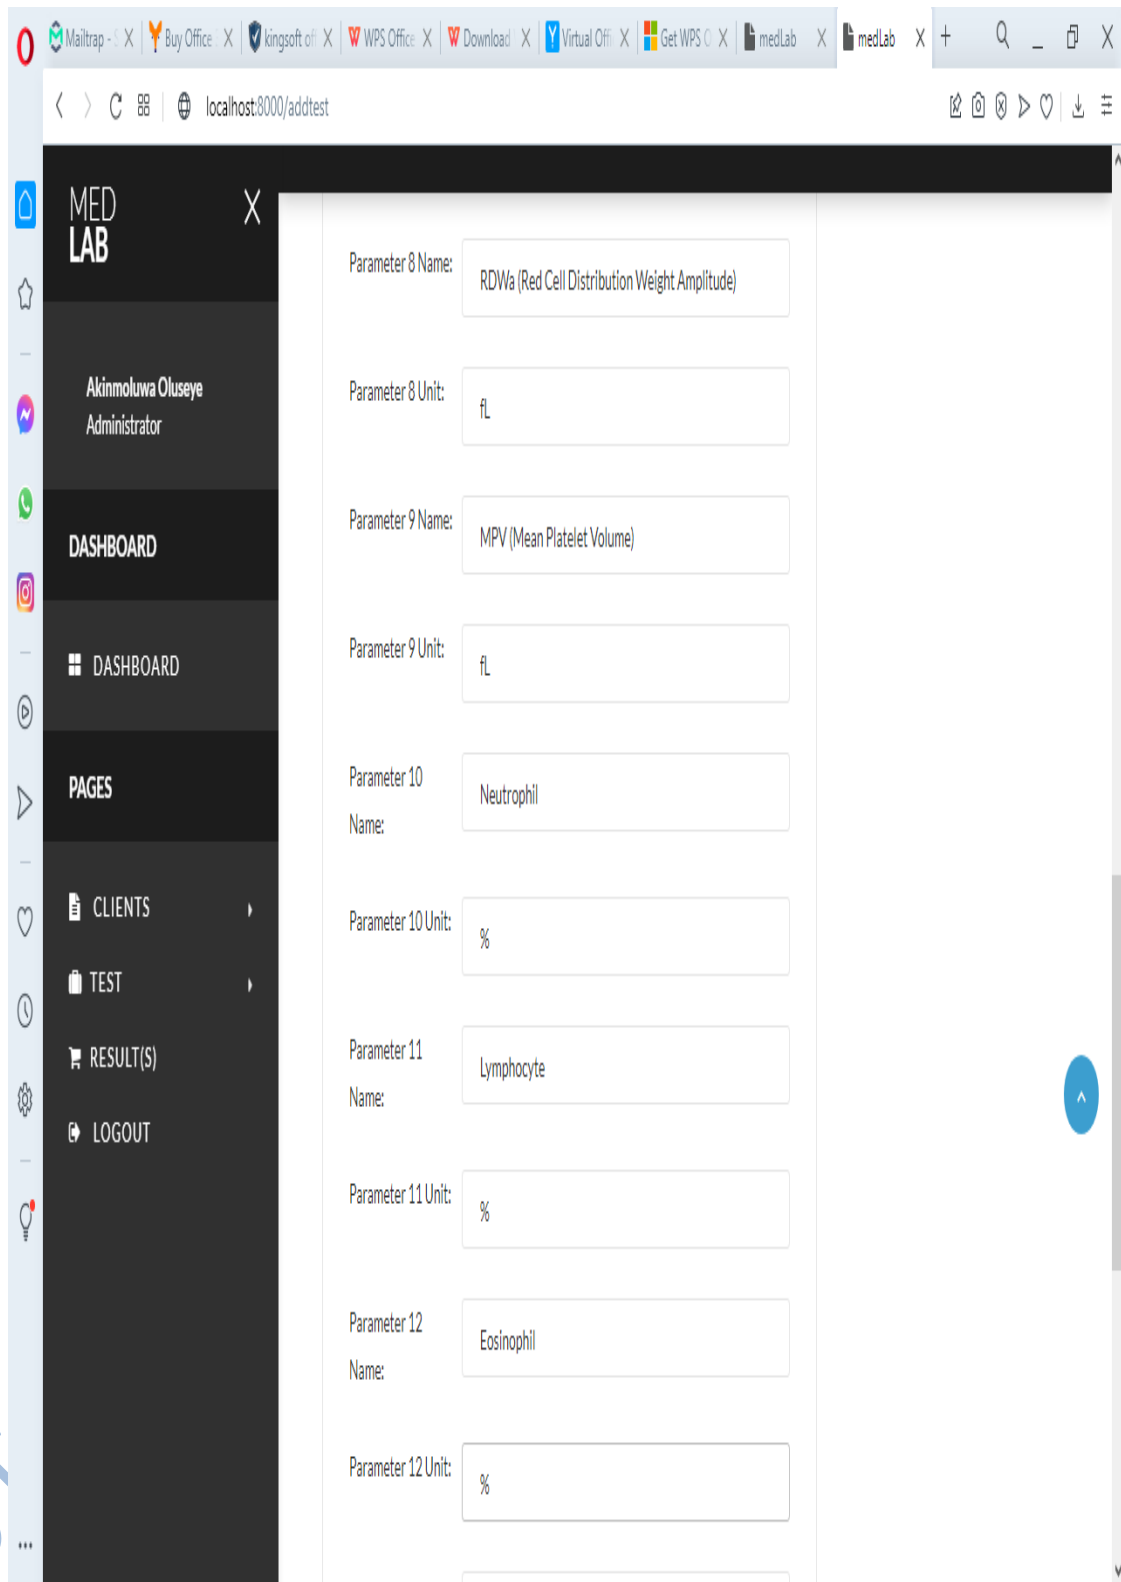 Mailtrap -
Buy Office
kingsoft off
WPS Office
Download
Virtual Offi
Get WPS O
medLab
medLab
localhost:8000/addtest
MED
LAB
Akinmoluwa Oluseye
Administrator
DASHBOARD
DASHBOARD
PAGES
CLIENTS
TEST
RESULT(S)
LOGOUT
Parameter 8 Name:
RDWa (Red Cell Distribution Weight Amplitude)
Parameter 8 Unit:
fL
Parameter 9 Name:
MPV (Mean Platelet Volume)
Parameter 9 Unit:
fL
Parameter 10
Name:
Neutrophil
Parameter 10 Unit:
%
Parameter 11
Name:
Lymphocyte
Parameter 11 Unit:
%
Parameter 12
Name:
Eosinophil
Parameter 12 Unit:
%